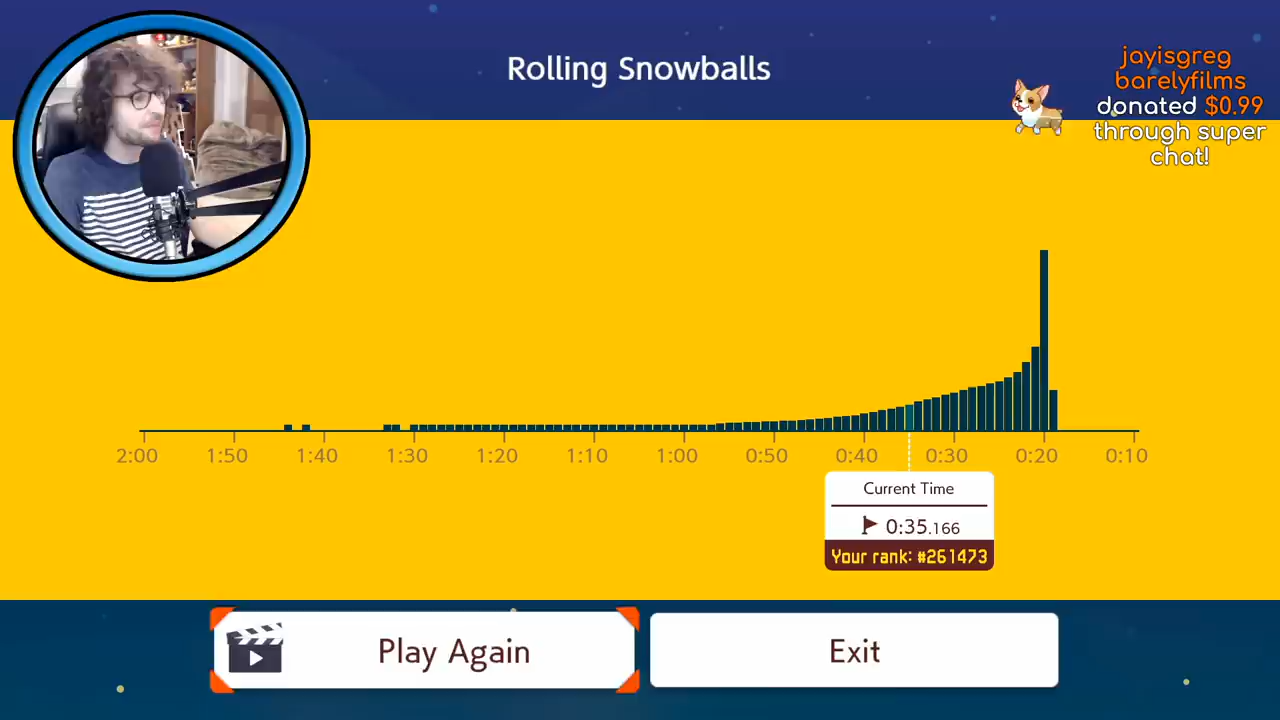 Rolling Snowballs
jayisgreg
barelyfilms
donated $0.99
through super
chat!
2:00 1:50 1:40 1:30 1:20 1:10 1:00 0:50 0:40 0:30 0:20 0:10
Current Time
0:35.166
Your rank: #261473
Play Again
Exit